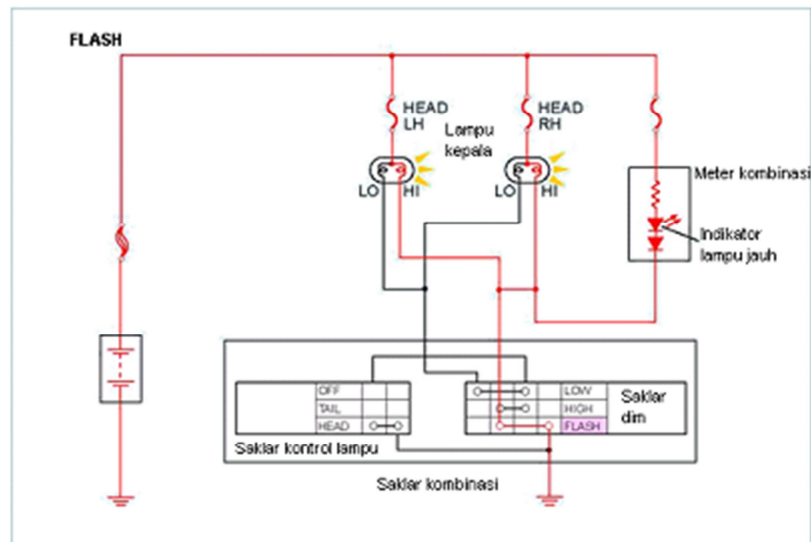 FLASH
HEAD
LH
HEAD
RH
Lampu
kepala
LO
HI
LO
HI
Meter kombinasi
Indikator
lampu jauh
OFF
TAIL
HEAD
LOW
HIGH
FLASH
Saklar
dim
Saklar kontrol lampu
Saklar kombinasi